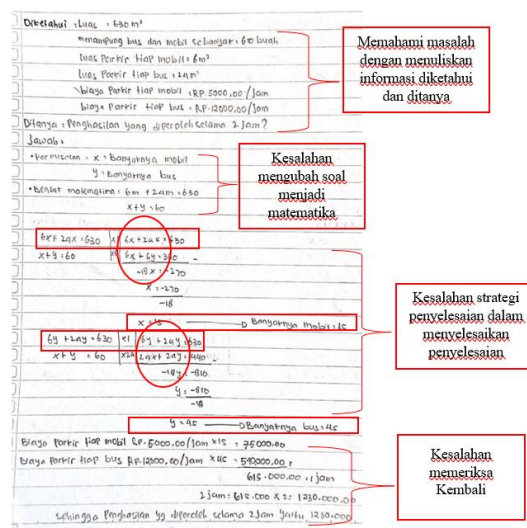 Diketahui : Luas : 630 m²
menampung bus dan mobil sebanyak : 60 buah
luas Parkir tiap mobil : 6m²
luas Parkir tiap bus : 24m²
biaya Parkir tiap mobil : RP.5000,00/Jam
biaya Parkir tiap bus : RP.12000,00/Jam
Ditanya : Penghasilan yang diperoleh selama 2 jam?
Jawab :
•Permisalan : x = Banyaknya mobil
y = Banyaknya bus
•Bentuk matematika : 6m + 24m = 630
x+y = 60
6x + 24x = 630 | x1 | 6x + 24x = 630
x+y = 60 | 6x + 6y = 360 -
-18x = -270
x = -270
-18
x = 15 → Banyaknya mobil : 15
6y + 24y = 630 | x1 | 6y + 24y = 630
x+y = 60 | x24 | 24x + 24y = 1440 -
-18y = -810
y = -810
-18
y = 45 → Banyaknya bus : 45
Biaya Parkir tiap mobil RP.5000,00/Jam x15 = 75000,00
Biaya Parkir tiap bus RP.12000,00/Jam x45 = 540000,00 +
615.000,00 : 1 jam
2 jam : 615.000 x 2 = 1230.000,00
Sehingga Penghasilan yg diperoleh selama 2 jam yaitu 1230.000
Memahami masalah
dengan menuliskan
informasi diketahui
dan ditanya
Kesalahan
mengubah soal
menjadi
matematika
Kesalahan strategi
penyelesaian dalam
menyelesaikan
penyelesaian
Kesalahan
memeriksa
Kembali